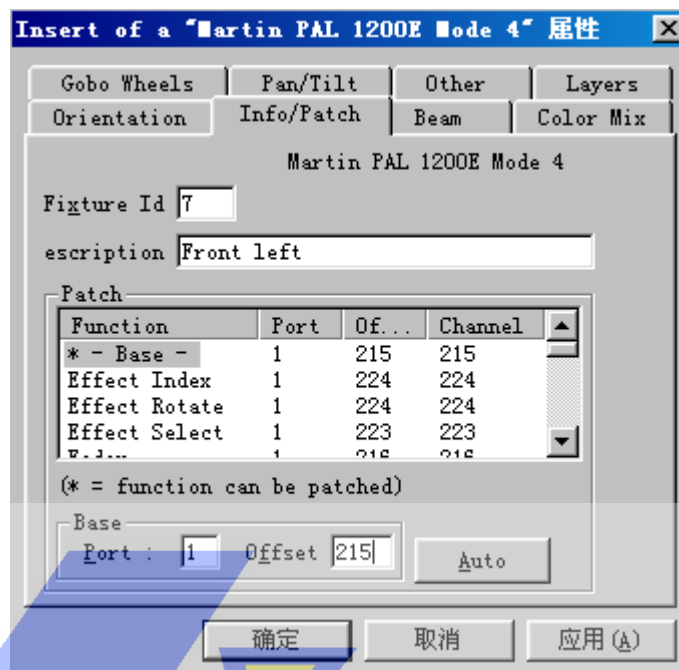 Insert of a "Martin PAL 1200E Mode 4" 属性
Gobo Wheels Pan/Tilt Other Layers
Orientation Info/Patch Beam Color Mix
Martin PAL 1200E Mode 4
Fixture Id 7
escription Front left
Patch
Function Port Of... Channel
* - Base - 1 215 215
Effect Index 1 224 224
Effect Rotate 1 224 224
Effect Select 1 223 223
1 216 216
(* = function can be patched)
Base
Port : 1 Offset 215 Auto
确定 取消 应用(A)